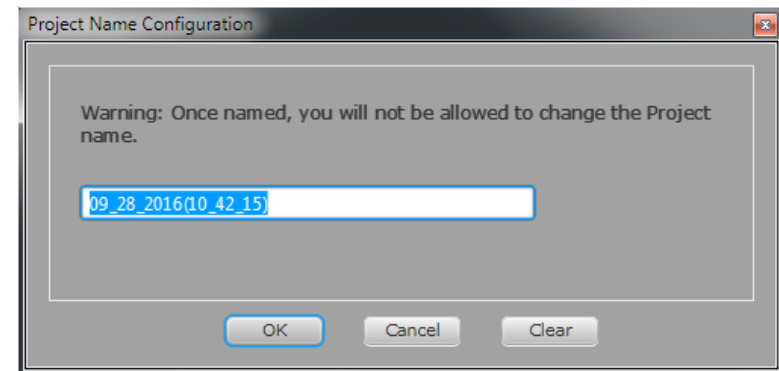 Project Name Configuration
Warning: Once named, you will not be allowed to change the Project
name.
09_28_2016(10_42_15)
OK Cancel Clear